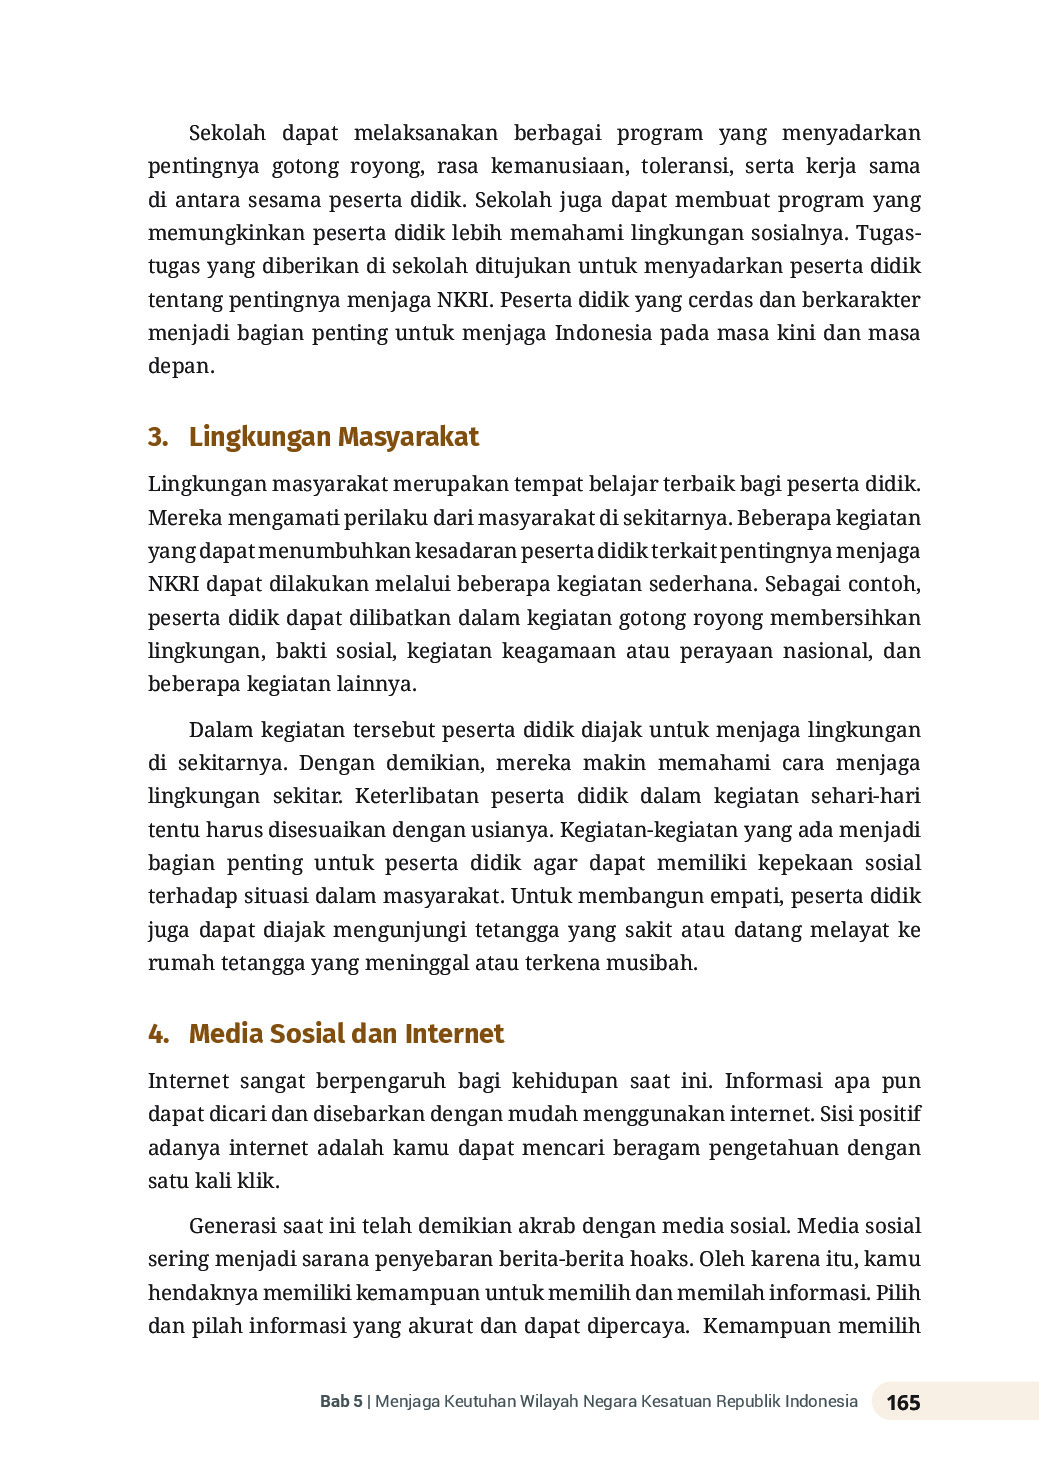 Sekolah dapat melaksanakan berbagai program yang menyadarkan
pentingnya gotong royong, rasa kemanusiaan, toleransi, serta kerja sama
di antara sesama peserta didik. Sekolah juga dapat membuat program yang
memungkinkan peserta didik lebih memahami lingkungan sosialnya. Tugas-
tugas yang diberikan di sekolah ditujukan untuk menyadarkan peserta didik
tentang pentingnya menjaga NKRI. Peserta didik yang cerdas dan berkarakter
menjadi bagian penting untuk menjaga Indonesia pada masa kini dan masa
depan.
3. Lingkungan Masyarakat
Lingkungan masyarakat merupakan tempat belajar terbaik bagi peserta didik.
Mereka mengamati perilaku dari masyarakat di sekitarnya. Beberapa kegiatan
yang dapat menumbuhkan kesadaran peserta didik terkait pentingnya menjaga
NKRI dapat dilakukan melalui beberapa kegiatan sederhana. Sebagai contoh,
peserta didik dapat dilibatkan dalam kegiatan gotong royong membersihkan
lingkungan, bakti sosial, kegiatan keagamaan atau perayaan nasional, dan
beberapa kegiatan lainnya.
Dalam kegiatan tersebut peserta didik diajak untuk menjaga lingkungan
di sekitarnya. Dengan demikian, mereka makin memahami cara menjaga
lingkungan sekitar. Keterlibatan peserta didik dalam kegiatan sehari-hari
tentu harus disesuaikan dengan usianya. Kegiatan-kegiatan yang ada menjadi
bagian penting untuk peserta didik agar dapat memiliki kepekaan sosial
terhadap situasi dalam masyarakat. Untuk membangun empati, peserta didik
juga dapat diajak mengunjungi tetangga yang sakit atau datang melayat ke
rumah tetangga yang meninggal atau terkena musibah.
4. Media Sosial dan Internet
Internet sangat berpengaruh bagi kehidupan saat ini. Informasi apa pun
dapat dicari dan disebarkan dengan mudah menggunakan internet. Sisi positif
adanya internet adalah kamu dapat mencari beragam pengetahuan dengan
satu kali klik.
Generasi saat ini telah demikian akrab dengan media sosial. Media sosial
sering menjadi sarana penyebaran berita-berita hoaks. Oleh karena itu, kamu
hendaknya memiliki kemampuan untuk memilih dan memilah informasi. Pilih
dan pilah informasi yang akurat dan dapat dipercaya. Kemampuan memilih
Bab 5 | Menjaga Keutuhan Wilayah Negara Kesatuan Republik Indonesia 165